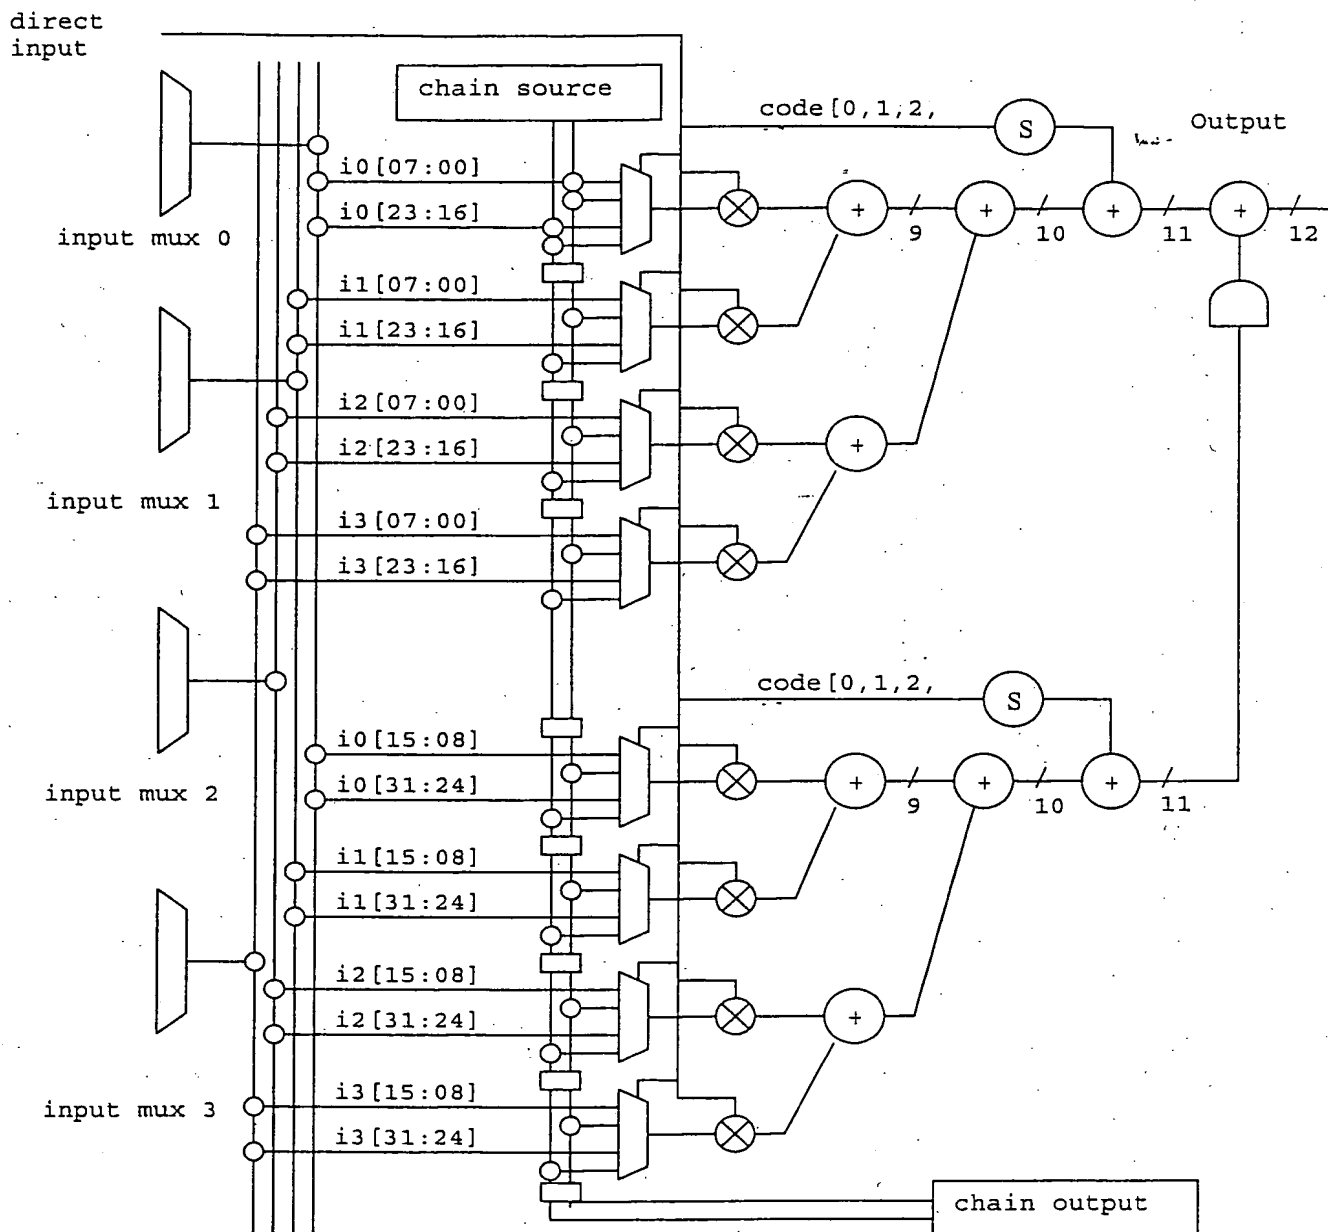 direct
input
chain source
code[0,1,2,
S
Output
i0[07:00]
i0[23:16]
input mux 0
+
9
+
10
+
11
+
12
i1[07:00]
i1[23:16]
i2[07:00]
i2[23:16]
+
input mux 1
i3[07:00]
i3[23:16]
code[0,1,2,
S
i0[15:08]
i0[31:24]
input mux 2
+
9
+
10
+
11
i1[15:08]
i1[31:24]
i2[15:08]
i2[31:24]
+
input mux 3
i3[15:08]
i3[31:24]
chain output